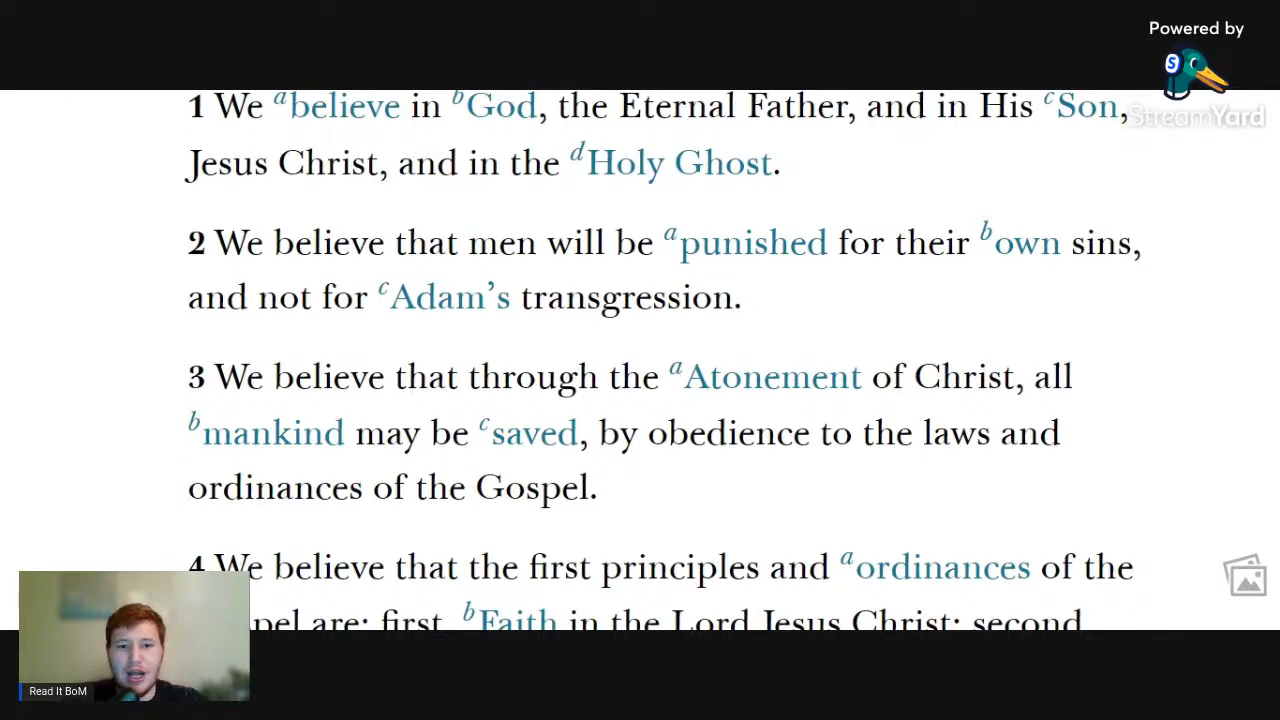 Powered by
StreamYard
1 We a believe in b God, the Eternal Father, and in His c Son,
Jesus Christ, and in the d Holy Ghost.
2 We believe that men will be a punished for their b own sins,
and not for c Adam's transgression.
3 We believe that through the a Atonement of Christ, all
b mankind may be c saved, by obedience to the laws and
ordinances of the Gospel.
4 We believe that the first principles and a ordinances of the
pel are: first, b Faith in the Lord Jesus Christ; second,
Read It BoM